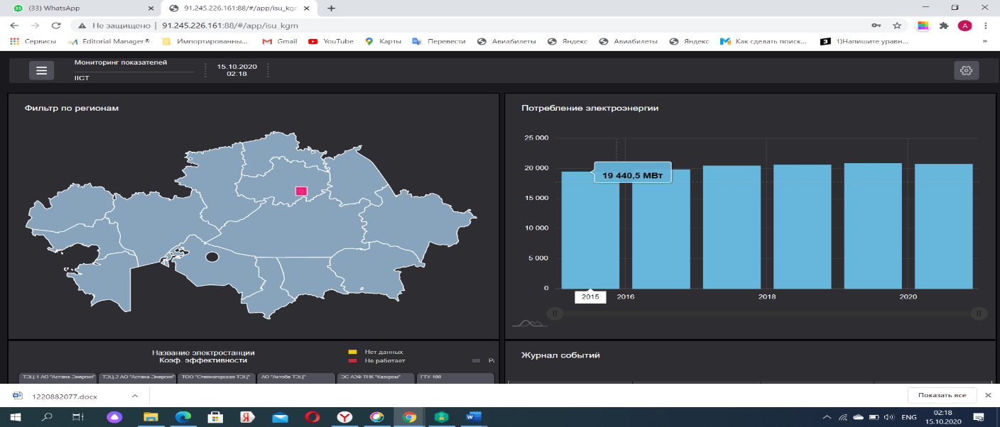 (33) WhatsApp
91.245.226.161:88/#/app/isu_kgm
Не защищено | 91.245.226.161:88/#/app/isu_kgm
A
Сервисы
Editorial Manager®
Импортированны...
Gmail
YouTube
Карты
Перевести
Авиабилеты
Яндекс
Авиабилеты
Яндекс
Как сделать поиск...
1)Напишите уравн...
»
Мониторинг показателей
ІІСТ
15.10.2020
02:18
Фильтр по регионам
Потребление электроэнергии
25 000
20 000
15 000
10 000
5 000
0
19 440,5 МВт
2015
2016
2018
2020
Название электростанции
Коэф. эффективности
Нет данных
Не работает
Ра
ТЭЦ-1 АО "Астана-Энергия"
ТЭЦ-2 АО "Астана-Энергия"
ТОО "Степногорская ТЭЦ"
АО "Актобе ТЭЦ"
ЭС АЗФ ТНК "Казхром"
ГТУ-100
Журнал событий
1220882077.docx
Показать все
ENG
02:18
15.10.2020